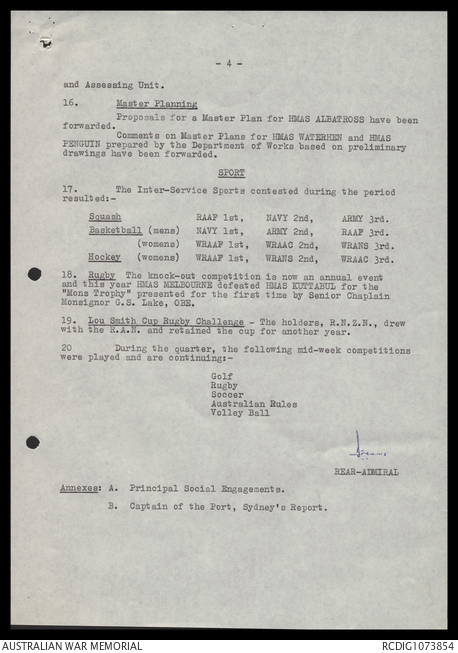 - 4 -
and Assessing Unit.
16. Master Planning
Proposals for a Master Plan for HMAS ALBATROSS have been
forwarded.
Comments on Master Plans for HMAS WATERHEN and HMAS
PENGUIN prepared by the Department of Works based on preliminary
drawings have been forwarded.
SPORT
17. The Inter-Service Sports contested during the period
resulted:-
Squash RAAF 1st, NAVY 2nd, ARMY 3rd.
Basketball (mens) NAVY 1st, ARMY 2nd, RAAF 3rd.
(womens) WRAAF 1st, WRAAC 2nd, WRANS 3rd.
Hockey (womens) WRAAF 1st, WRANS 2nd, WRAAC 3rd.
18. Rugby The knock-out competition is now an annual event
and this year HMAS MELBOURNE defeated HMAS KUTTABUL for the
"Mons Trophy" presented for the first time by Senior Chaplain
Monsignor G.S. Lake, OBE.
19. Lou Smith Cup Rugby Challenge - The holders, R.N.Z.N., drew
with the R.A.N. and retained the cup for another year.
20 During the quarter, the following mid-week competitions
were played and are continuing:-
Golf
Rugby
Soccer
Australian Rules
Volley Ball
REAR-ADMIRAL
Annexes: A. Principal Social Engagements.
B. Captain of the Port, Sydney's Report.
AUSTRALIAN WAR MEMORIAL
RCDIG1073854